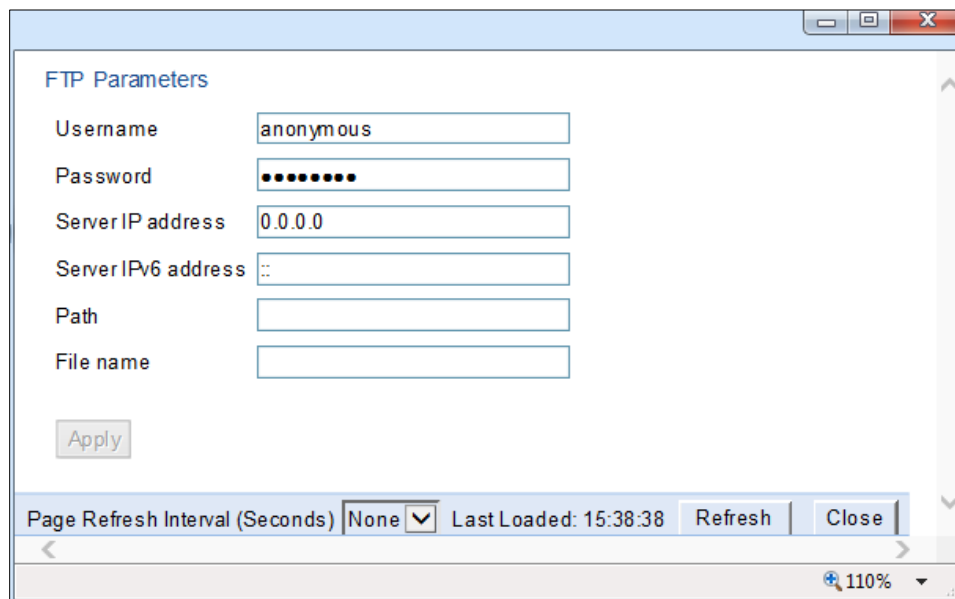 FTP Parameters
Username anonymous
Password ●●●●●●●●
Server IP address 0.0.0.0
Server IPv6 address ::
Path
File name
Apply
Page Refresh Interval (Seconds) None Last Loaded: 15:38:38 Refresh Close
110%